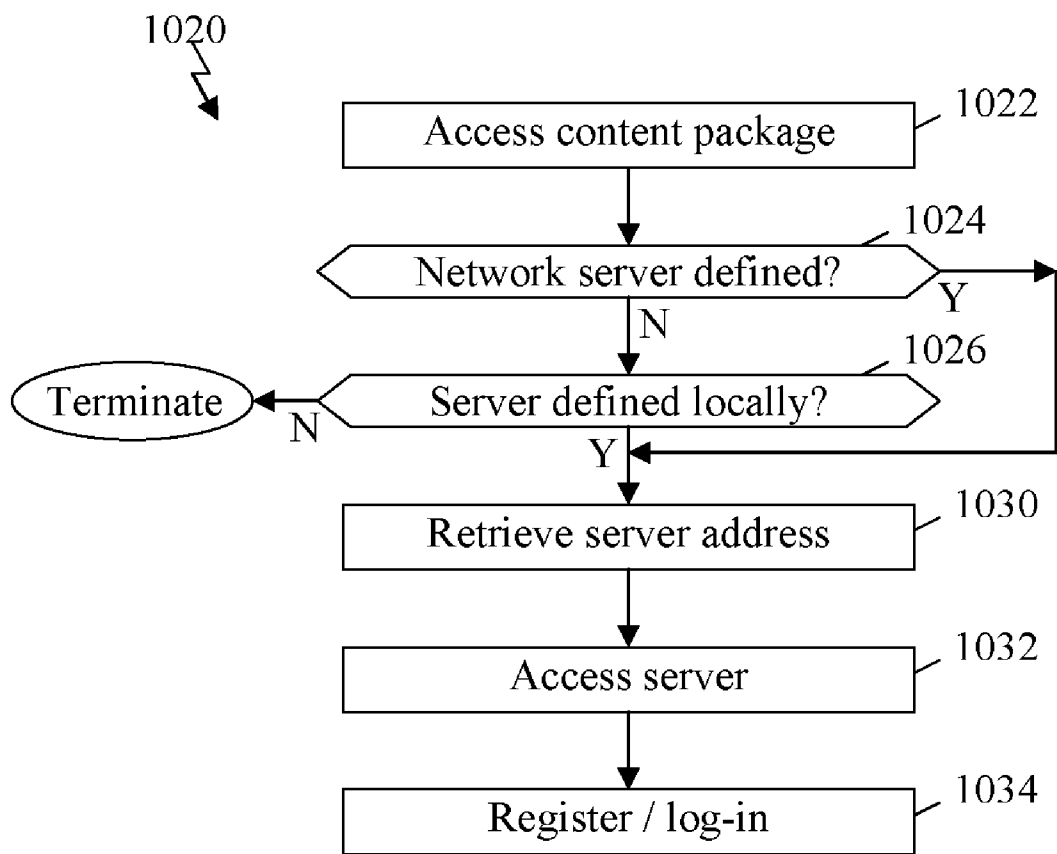 1020
1022
Access content package
1024
Network server defined?
Y
N
1026
Terminate
Server defined locally?
N
Y
1030
Retrieve server address
1032
Access server
1034
Register / log-in